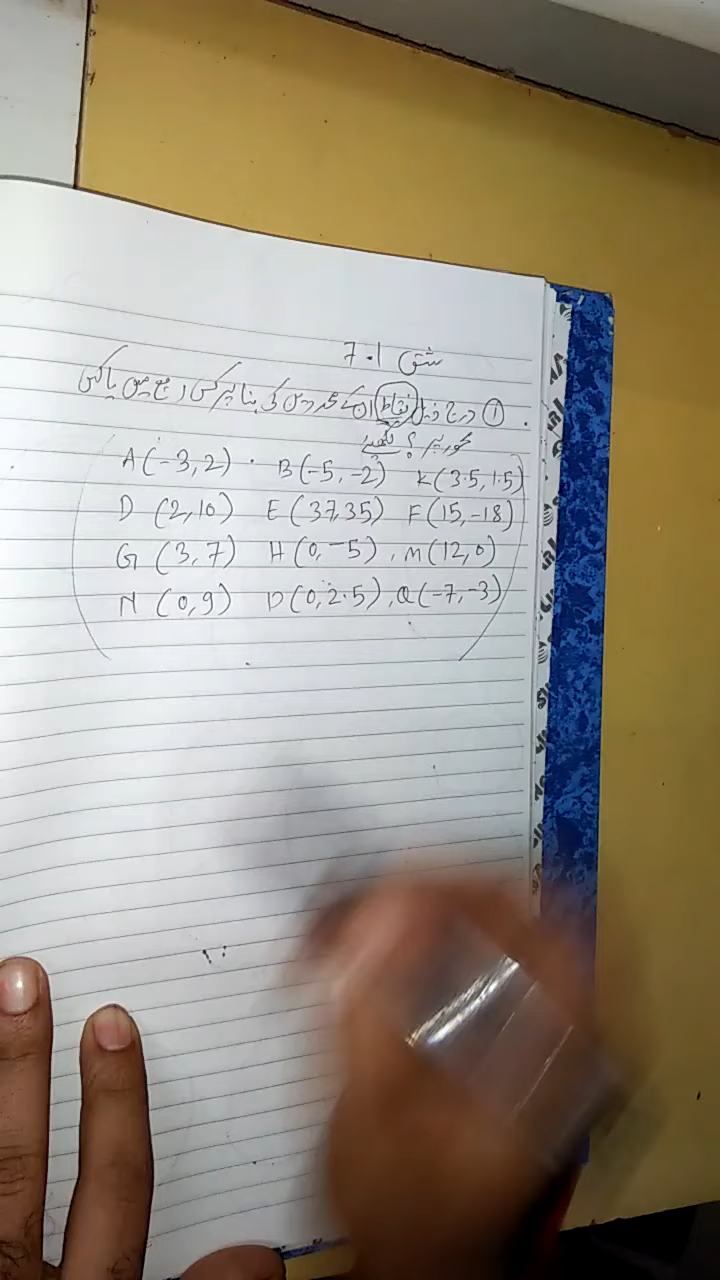 مشق 7.1
① درج ذیل نقاط ان کے محددین کی بنا پر کس ربع میں یا کس
محور پر ؟ لکھیے
A(-3,2) B(-5,-2) K(3.5,1.5)
D (2,10) E (37,35) F(15,-18)
G (3,7) H (0,-5) , M(12,0)
N (0,9) D(0,2.5) , Q(-7,-3)